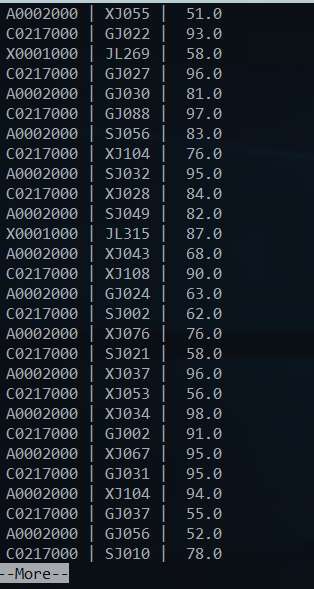 A0002000 | XJ055 | 51.0
C0217000 | GJ022 | 93.0
X0001000 | JL269 | 58.0
C0217000 | GJ027 | 96.0
A0002000 | GJ030 | 81.0
C0217000 | GJ088 | 97.0
A0002000 | SJ056 | 83.0
C0217000 | XJ104 | 76.0
A0002000 | SJ032 | 95.0
C0217000 | XJ028 | 84.0
A0002000 | SJ049 | 82.0
X0001000 | JL315 | 87.0
A0002000 | XJ043 | 68.0
C0217000 | XJ108 | 90.0
A0002000 | GJ024 | 63.0
C0217000 | SJ002 | 62.0
A0002000 | XJ076 | 76.0
C0217000 | SJ021 | 58.0
A0002000 | XJ037 | 96.0
C0217000 | XJ053 | 56.0
A0002000 | XJ034 | 98.0
C0217000 | GJ002 | 91.0
A0002000 | XJ067 | 95.0
C0217000 | GJ031 | 95.0
A0002000 | XJ104 | 94.0
C0217000 | GJ037 | 55.0
A0002000 | GJ056 | 52.0
C0217000 | SJ010 | 78.0
--More--